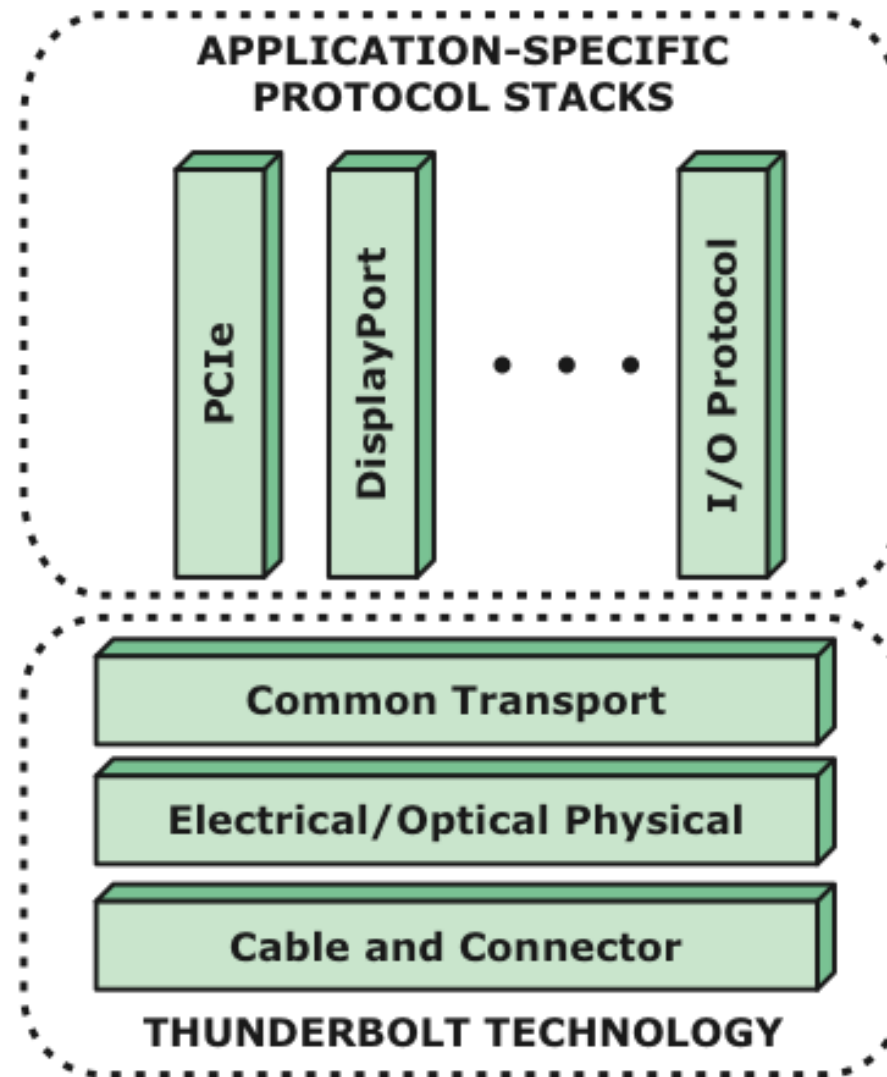 APPLICATION-SPECIFIC
PROTOCOL STACKS
PCIe
DisplayPort
I/O Protocol
Common Transport
Electrical/Optical Physical
Cable and Connector
THUNDERBOLT TECHNOLOGY